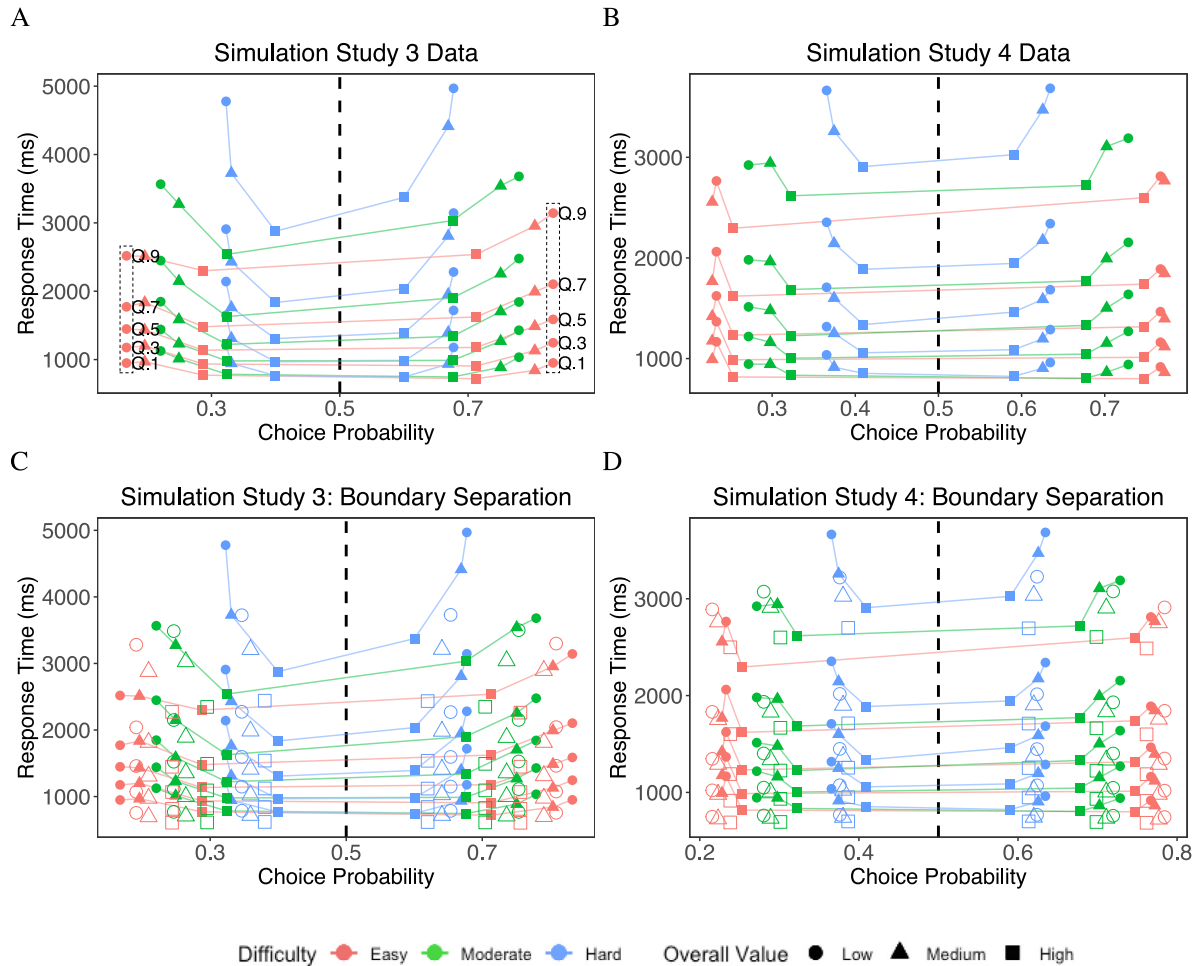 A
B
Simulation Study 3 Data
Simulation Study 4 Data
Response Time (ms)
5000
4000
3000
2000
1000
Q.9
Q.7
Q.5
Q.3
Q.1
Q.9
Q.7
Q.5
Q.3
Q.1
0.3
0.5
0.7
Choice Probability
Response Time (ms)
3000
2000
1000
0.3
0.4
0.5
0.6
0.7
Choice Probability
C
D
Simulation Study 3: Boundary Separation
Simulation Study 4: Boundary Separation
Response Time (ms)
5000
4000
3000
2000
1000
0.3
0.5
0.7
Choice Probability
Response Time (ms)
3000
2000
1000
0.2
0.4
0.6
0.8
Choice Probability
Difficulty Easy Moderate Hard Overall Value Low Medium High